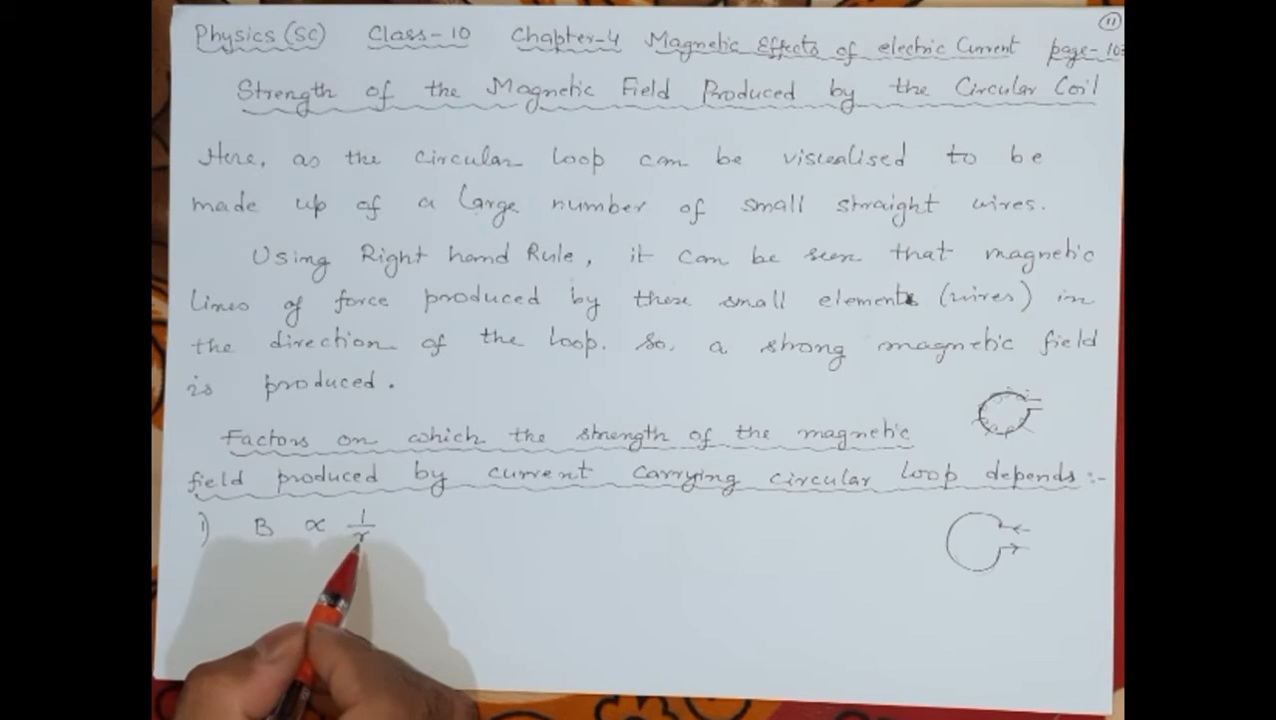 11
Physics (SC) Class-10 Chapter-4 Magnetic Effects of electric Current page-10
Strength of the Magnetic Field Produced by the Circular Coil
Here, as the circular loop can be viscalised to be
made up of a large number of small straight wires.
Using Right hand Rule, it can be seen that magnetic
lines of force produced by these small elements (wires) in
the direction of the loop. So, a strong magnetic field
is produced.
Factors on which the strength of the magnetic
field produced by current carrying circular loop depends :-
i) B ∝ 1/r